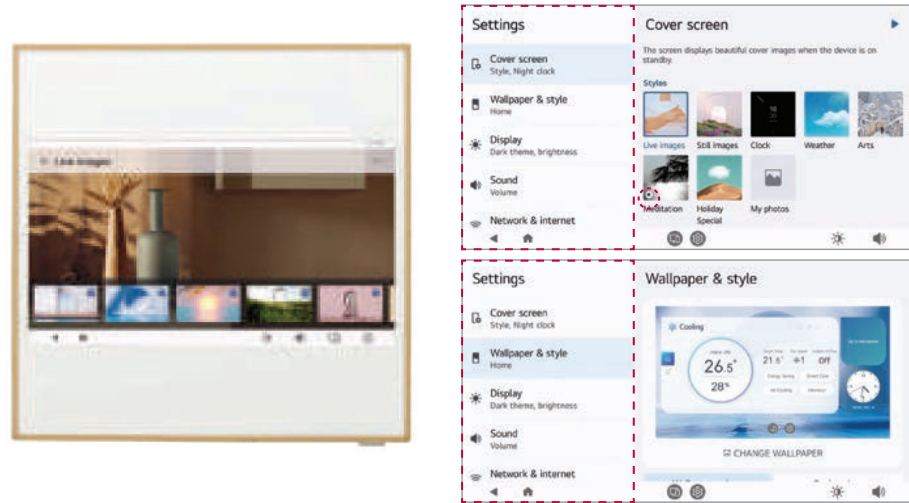 Live images
Settings
Cover screen
Style, Night clock
Wallpaper & style
Home
Display
Dark theme, brightness
Sound
Volume
Network & internet
Cover screen
The screen displays beautiful cover images when the device is on
standby.
Styles
Live images
Still images
Clock
Weather
Arts
Meditation
Holiday
Special
My photos
Settings
Cover screen
Style, Night clock
Wallpaper & style
Home
Display
Dark theme, brightness
Sound
Volume
Network & internet
Wallpaper & style
Cooling
26.5°
28°
21.5°
+1
Off
CHANGE WALLPAPER